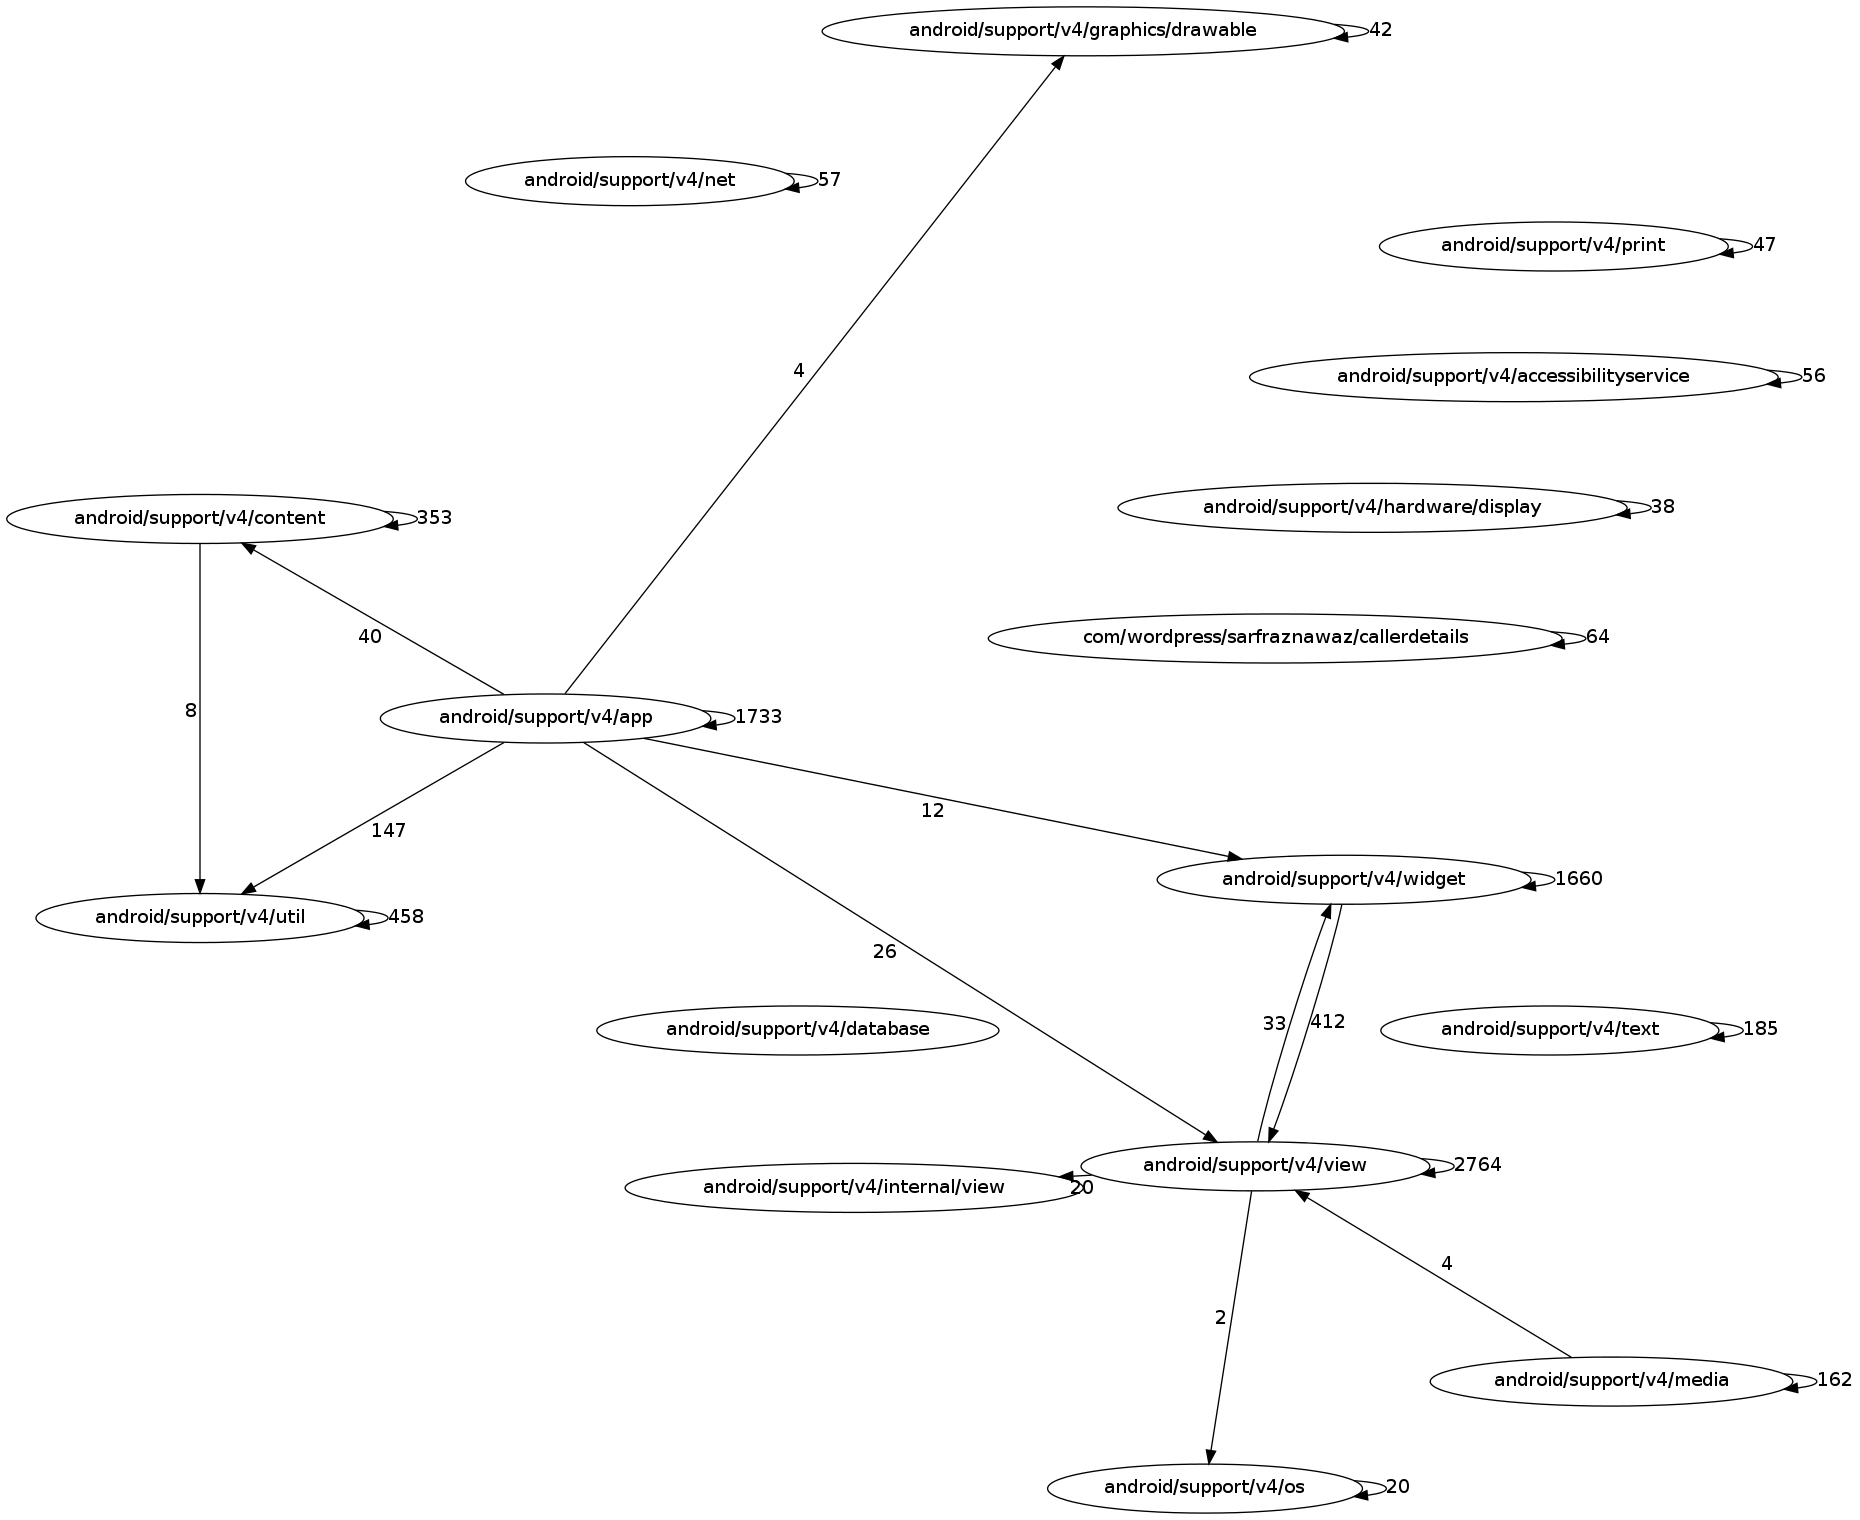 android/support/v4/graphics/drawable
42
android/support/v4/net
57
android/support/v4/print
47
4
android/support/v4/accessibilityservice
56
android/support/v4/content
353
android/support/v4/hardware/display
38
40
com/wordpress/sarfraznawaz/callerdetails
64
8
android/support/v4/app
1733
12
147
android/support/v4/widget
1660
android/support/v4/util
458
26
33
412
android/support/v4/database
android/support/v4/text
185
android/support/v4/view
2764
android/support/v4/internal/view
20
4
2
android/support/v4/media
162
android/support/v4/os
20